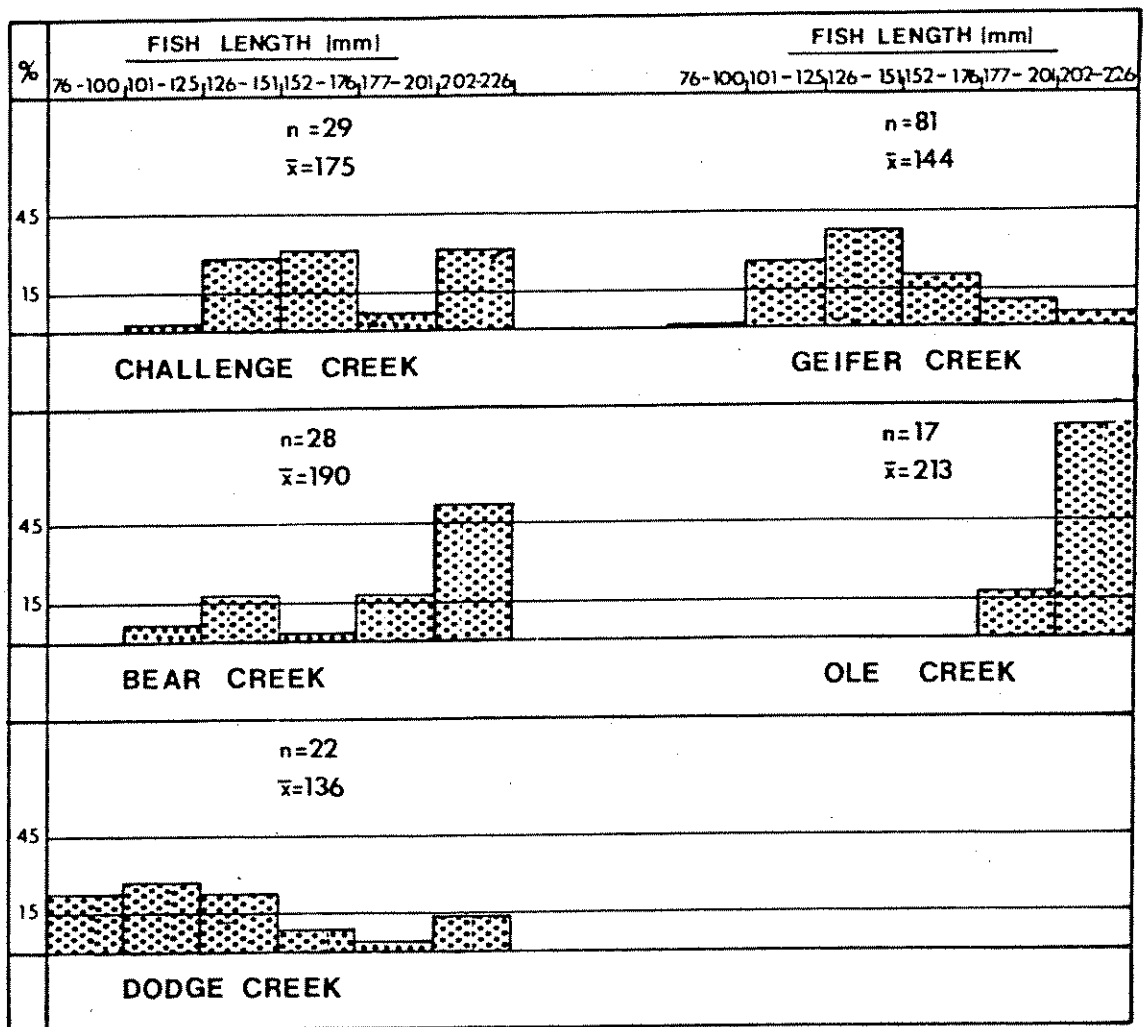 FISH LENGTH (mm) FISH LENGTH (mm)
% 76-100 101-125 126-151 152-176 177-201 202-226 76-100 101-125 126-151 152-176 177-201 202-226
n=29 n=81
x̄=175 x̄=144
45
15
CHALLENGE CREEK GEIFER CREEK
n=28 n=17
x̄=190 x̄=213
45
15
BEAR CREEK OLE CREEK
n=22
x̄=136
45
15
DODGE CREEK